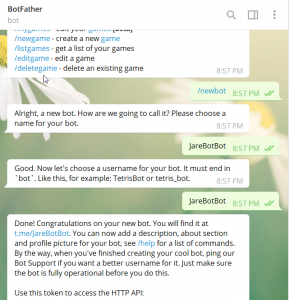 BotFather
bot
/mygames - edit your games [beta]
/newgame - create a new game
/listgames - get a list of your games
/editgame - edit a game
/deletegame - delete an existing game
8:57 PM
/newbot 8:57 PM
Alright, a new bot. How are we going to call it? Please choose a
name for your bot.
8:57 PM
JareBotBot 8:57 PM
Good. Now let's choose a username for your bot. It must end in
`bot`. Like this, for example: TetrisBot or tetris_bot.
8:57 PM
JareBotBot 8:57 PM
Done! Congratulations on your new bot. You will find it at
t.me/JareBotBot. You can now add a description, about section
and profile picture for your bot, see /help for a list of commands.
By the way, when you've finished creating your cool bot, ping our
Bot Support if you want a better username for it. Just make sure
the bot is fully operational before you do this.
Use this token to access the HTTP API: